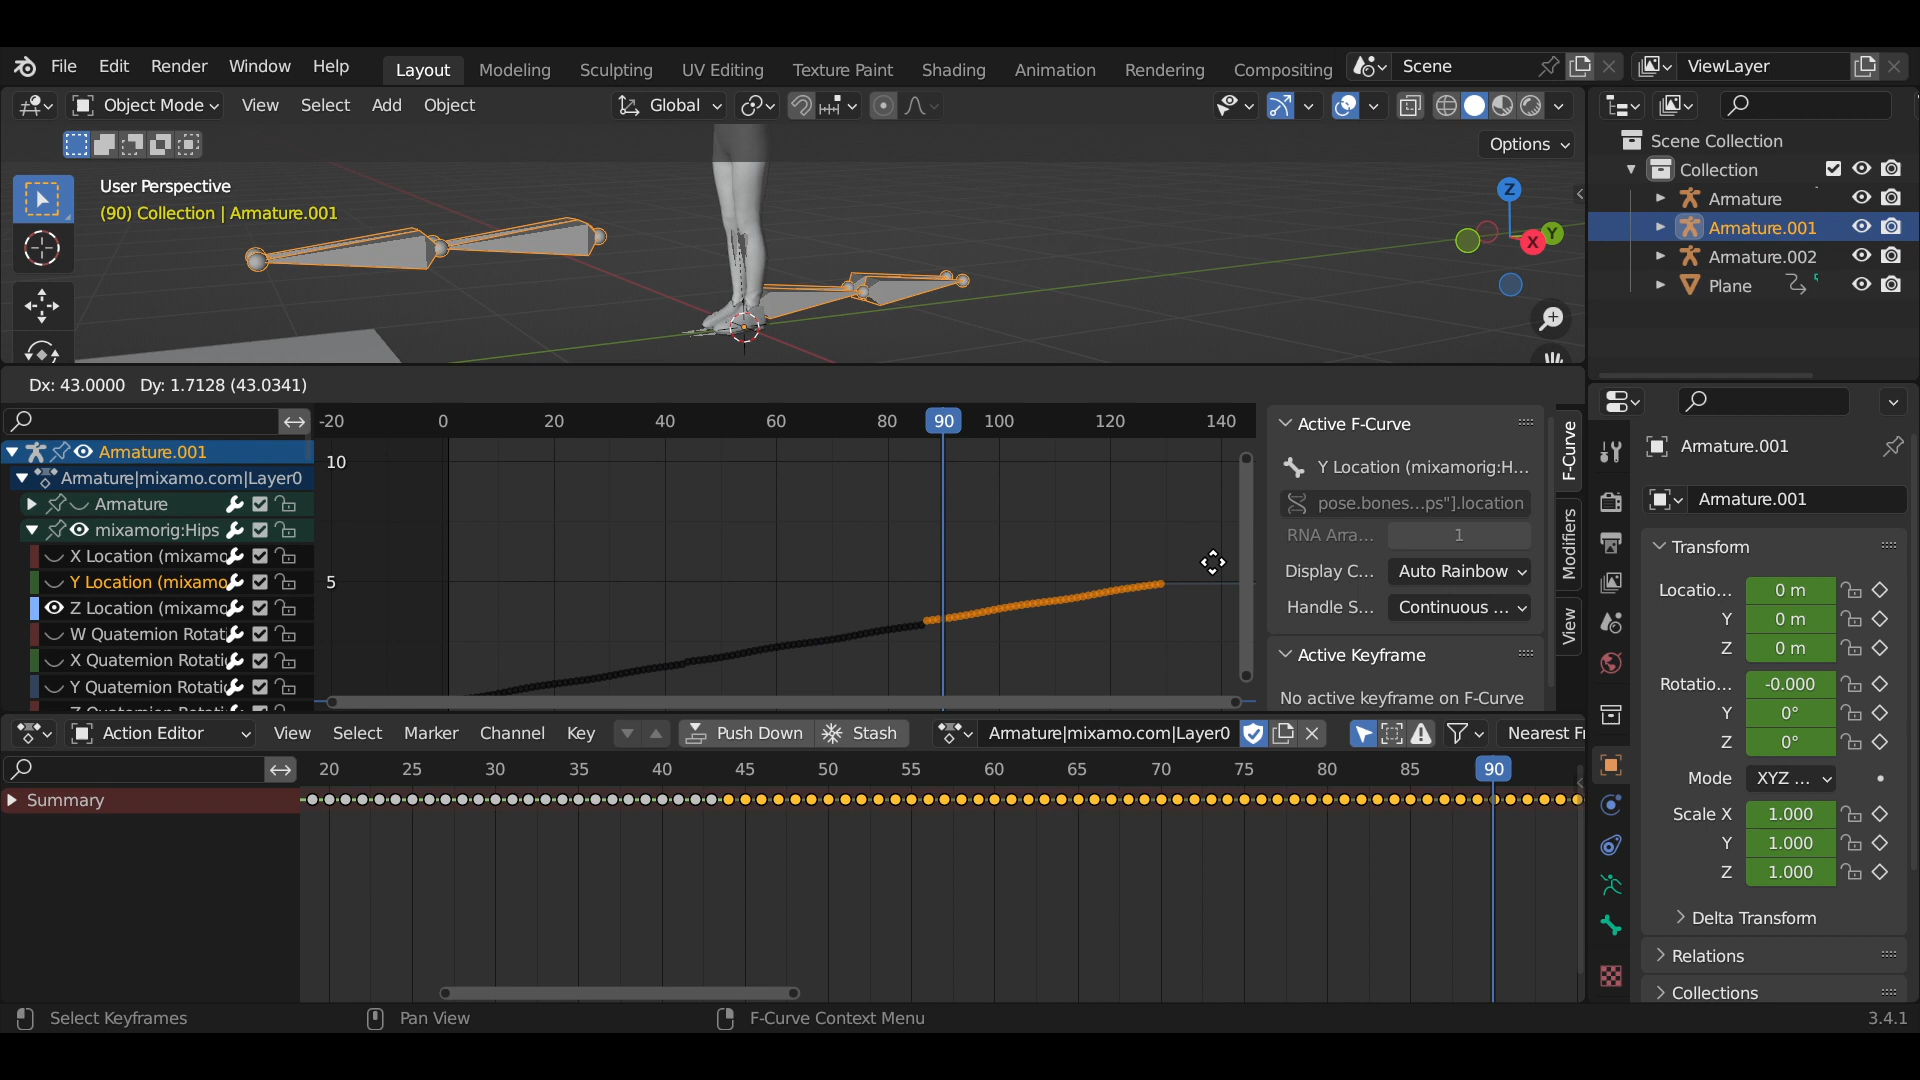 File Edit Render Window Help Layout Modeling Sculpting UV Editing Texture Paint Shading Animation Rendering Compositing Scene ViewLayer
Object Mode View Select Add Object Global
Options
User Perspective
(90) Collection | Armature.001
Z
Y
X
Scene Collection
Collection
Armature
Armature.001
Armature.002
Plane
Dx: 43.0000 Dy: 1.7128 (43.0341)
-20 0 20 40 60 80 90 100 120 140
10
5
Armature.001
Armature|mixamo.com|Layer0
Armature
mixamorig:Hips
X Location (mixamo
Y Location (mixamo
Z Location (mixamo
W Quaternion Rotati
X Quaternion Rotati
Y Quaternion Rotati
Active F-Curve
Y Location (mixamorig:H...
pose.bones...ps"].location
RNA Arra... 1
Display C... Auto Rainbow
Handle S... Continuous ...
Active Keyframe
No active keyframe on F-Curve
F-Curve
Modifiers
View
Action Editor View Select Marker Channel Key Push Down Stash Armature|mixamo.com|Layer0 Nearest Fr
20 25 30 35 40 45 50 55 60 65 70 75 80 85 90
Summary
Armature.001
Armature.001
Transform
Locatio... 0 m
Y 0 m
Z 0 m
Rotatio... -0.000
Y 0°
Z 0°
Mode XYZ ...
Scale X 1.000
Y 1.000
Z 1.000
Delta Transform
Relations
Collections
Select Keyframes Pan View F-Curve Context Menu 3.4.1